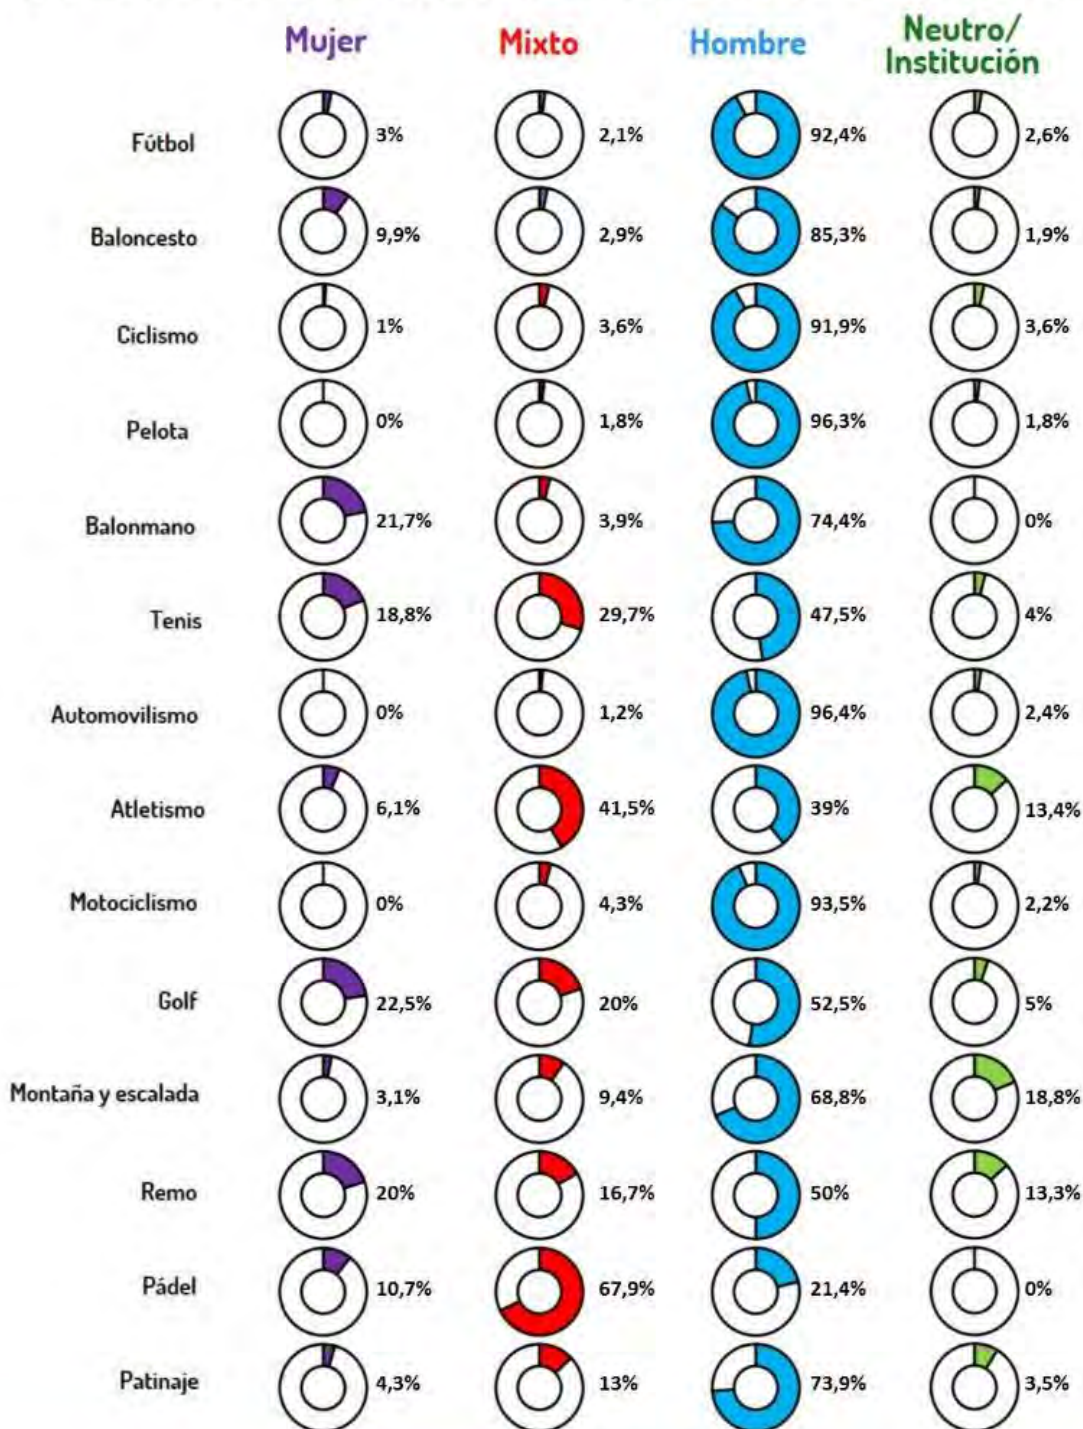 Mujer Mixto Hombre Neutro/
Institución
Fútbol 3% 2,1% 92,4% 2,6%
Baloncesto 9,9% 2,9% 85,3% 1,9%
Ciclismo 1% 3,6% 91,9% 3,6%
Pelota 0% 1,8% 96,3% 1,8%
Balonmano 21,7% 3,9% 74,4% 0%
Tenis 18,8% 29,7% 47,5% 4%
Automovilismo 0% 1,2% 96,4% 2,4%
Atletismo 6,1% 41,5% 39% 13,4%
Motociclismo 0% 4,3% 93,5% 2,2%
Golf 22,5% 20% 52,5% 5%
Montaña y escalada 3,1% 9,4% 68,8% 18,8%
Remo 20% 16,7% 50% 13,3%
Pádel 10,7% 67,9% 21,4% 0%
Patinaje 4,3% 13% 73,9% 3,5%